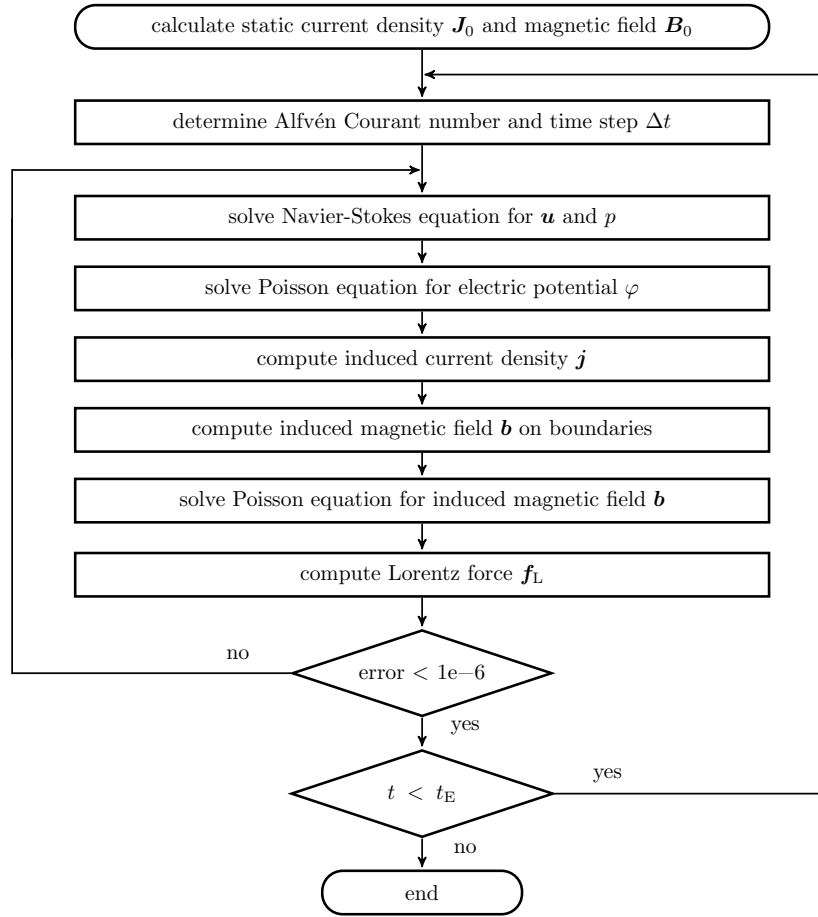 calculate static current density J₀ and magnetic field B₀
determine Alfvén Courant number and time step Δt
solve Navier-Stokes equation for u and p
solve Poisson equation for electric potential φ
compute induced current density j
compute induced magnetic field b on boundaries
solve Poisson equation for induced magnetic field b
compute Lorentz force f_L
error < 1e−6
no
yes
t < t_E
yes
no
end